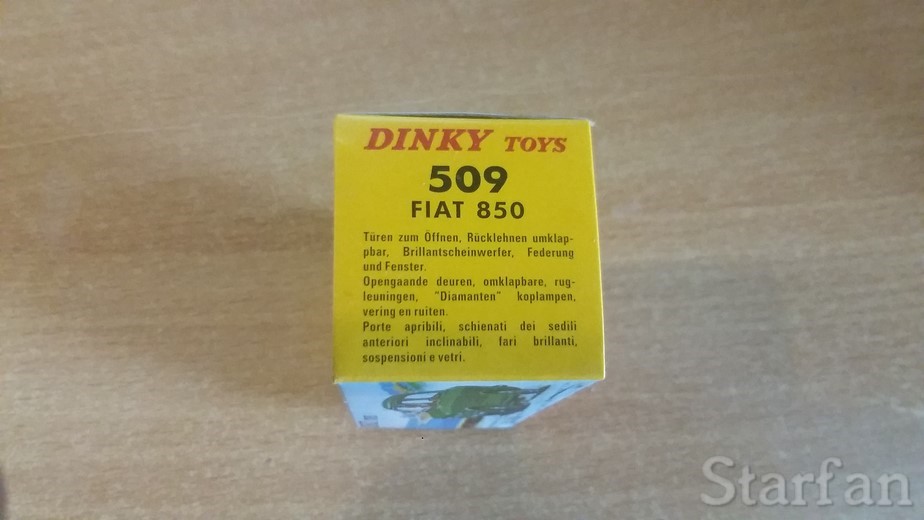 DINKY TOYS
509
FIAT 850
Türen zum Öffnen, Rücklehnen umklap-
pbar, Brillantscheinwerfer, Federung
und Fenster.
Opengaande deuren, omklapbare, rug-
leuningen, "Diamanten" koplampen,
vering en ruiten.
Porte apribili, schienati dei sedili
anteriori inclinabili, fari brillanti,
sospensioni e vetri.
Starfan